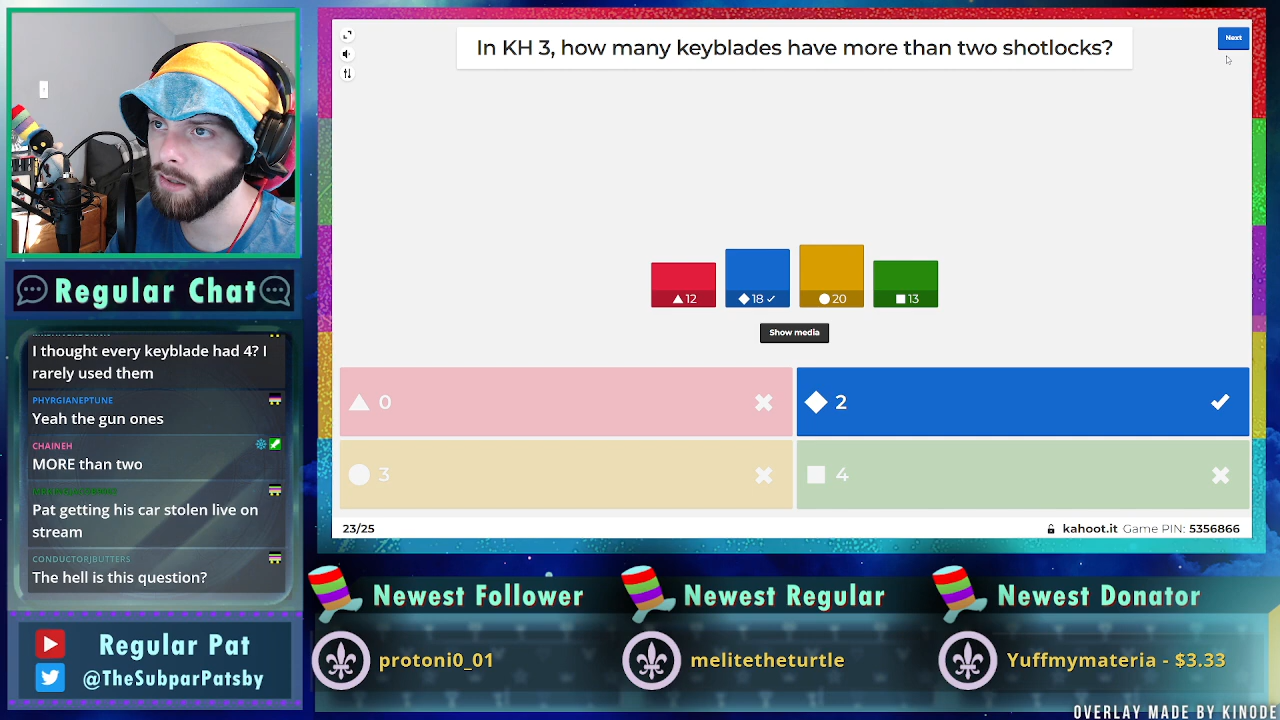 In KH 3, how many keyblades have more than two shotlocks?
Next
12
18
20
13
Show media
0
2
3
4
23/25
kahoot.it Game PIN: 5356866
Regular Chat
I thought every keyblade had 4? I
rarely used them
PHYRGIANEPTUNE
Yeah the gun ones
CHAINEH
MORE than two
Pat getting his car stolen live on
stream
CONDUCTORJBUTTERS
The hell is this question?
Regular Pat
@TheSubparPatsby
Newest Follower
protoni0_01
Newest Regular
melitetheturtle
Newest Donator
Yuffmymateria - $3.33
OVERLAY MADE BY KINODE